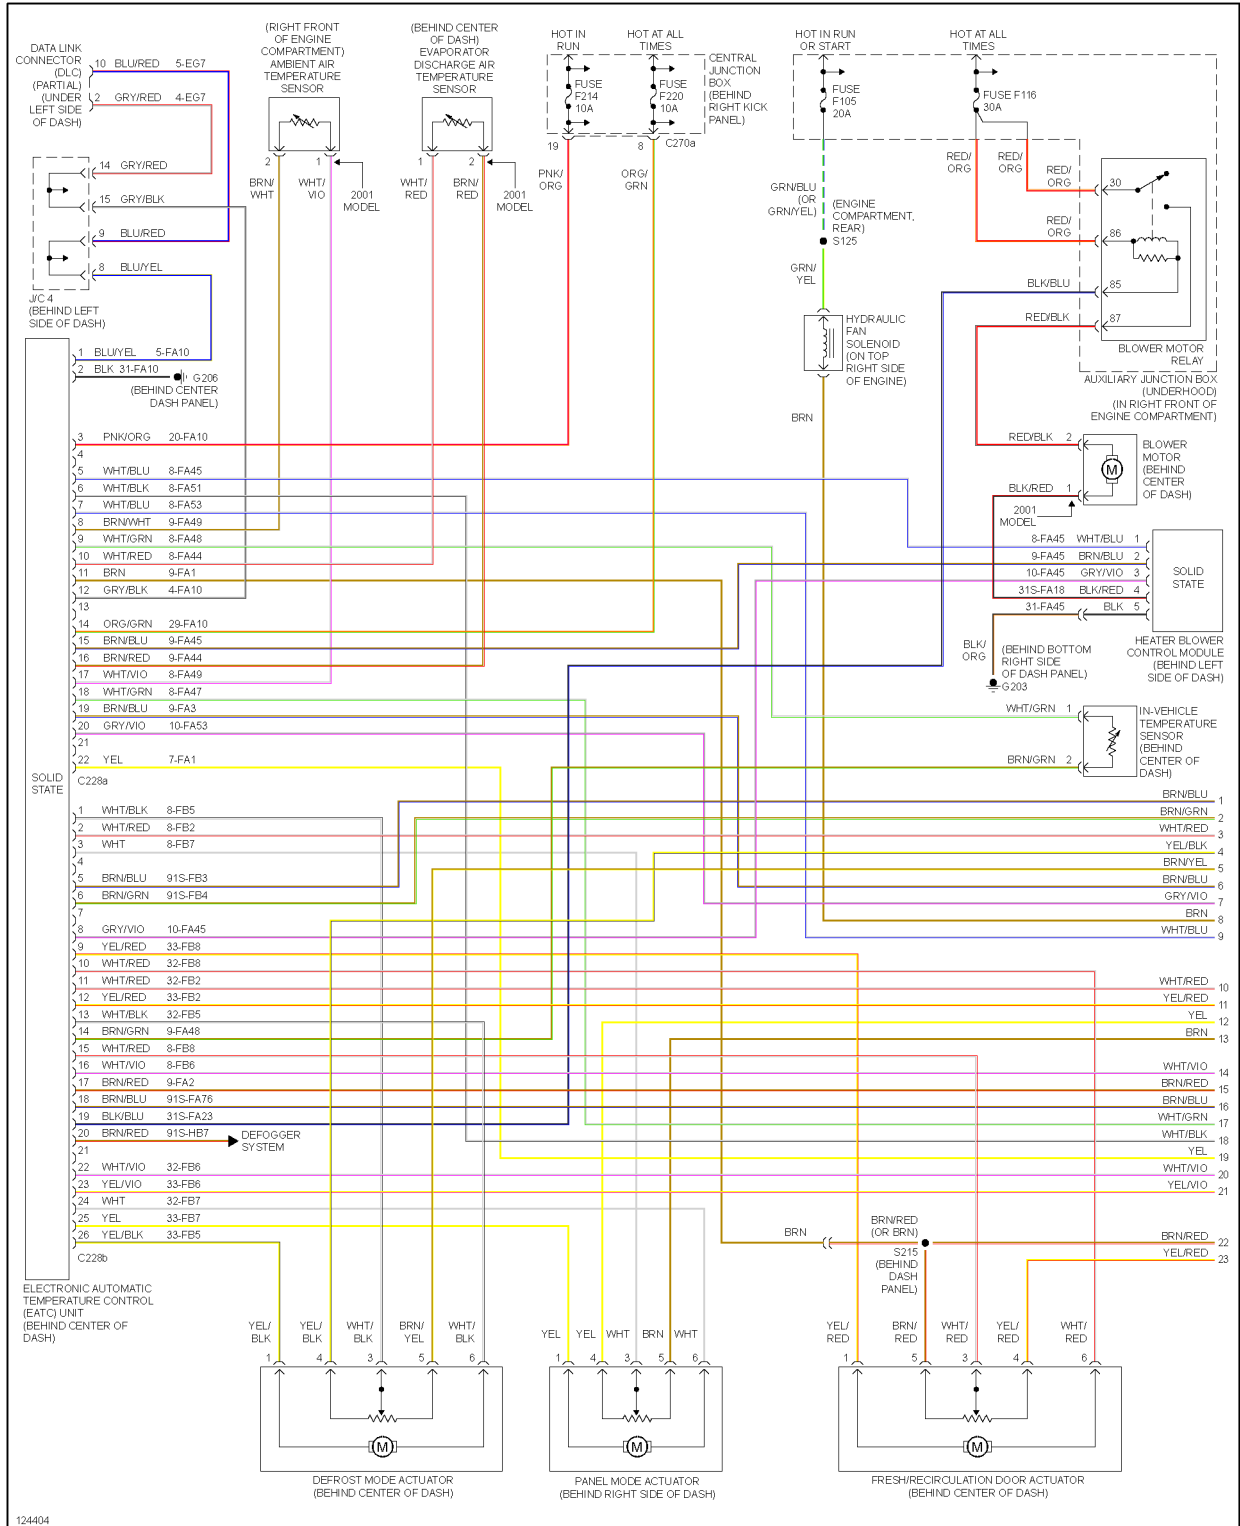 DATA LINK
CONNECTOR
(DLC)
(PARTIAL)
(UNDER
LEFT SIDE
OF DASH)
10 BLU/RED 5-EG7
2 GRY/RED 4-EG7
14 GRY/RED
15 GRY/BLK
9 BLU/RED
8 BLU/YEL
J/C 4
(BEHIND LEFT
SIDE OF DASH)
(RIGHT FRONT
OF ENGINE
COMPARTMENT)
AMBIENT AIR
TEMPERATURE
SENSOR
2 1
BRN/
WHT
WHT/
VIO
2001
MODEL
(BEHIND CENTER
OF DASH)
EVAPORATOR
DISCHARGE AIR
TEMPERATURE
SENSOR
1 2
WHT/
RED
BRN/
RED
2001
MODEL
HOT IN
RUN
HOT AT ALL
TIMES
FUSE
F214
10A
FUSE
F220
10A
CENTRAL
JUNCTION
BOX
(BEHIND
RIGHT KICK
PANEL)
19 8 C270a
PNK/
ORG
ORG/
GRN
HOT IN RUN
OR START
HOT AT ALL
TIMES
FUSE
F105
20A
FUSE F116
30A
GRN/BLU
(OR
GRN/YEL)
(ENGINE
COMPARTMENT,
REAR)
S125
GRN/
YEL
HYDRAULIC
FAN
SOLENOID
(ON TOP
RIGHT SIDE
OF ENGINE)
BRN
RED/
ORG
RED/
ORG
RED/
ORG
30
RED/
ORG
86
BLK/BLU
85
RED/BLK
87
BLOWER MOTOR
RELAY
AUXILIARY JUNCTION BOX
(UNDERHOOD)
(IN RIGHT FRONT OF
ENGINE COMPARTMENT)
RED/BLK 2
BLK/RED 1
M
2001
MODEL
BLOWER
MOTOR
(BEHIND
CENTER
OF DASH)
8-FA45 WHT/BLU 1
9-FA45 BRN/BLU 2
10-FA45 GRY/VIO 3
31S-FA18 BLK/RED 4
31-FA45 BLK 5
SOLID
STATE
HEATER BLOWER
CONTROL MODULE
(BEHIND LEFT
SIDE OF DASH)
BLK/
ORG
(BEHIND BOTTOM
RIGHT SIDE
OF DASH PANEL)
G203
WHT/GRN 1
BRN/GRN 2
IN-VEHICLE
TEMPERATURE
SENSOR
(BEHIND
CENTER OF
DASH)
1 BLU/YEL 5-FA10
2 BLK 31-FA10
G206
(BEHIND CENTER
DASH PANEL)
3 PNK/ORG 20-FA10
4
5 WHT/BLU 8-FA45
6 WHT/BLK 8-FA51
7 WHT/BLU 8-FA53
8 BRN/WHT 9-FA49
9 WHT/GRN 8-FA48
10 WHT/RED 8-FA44
11 BRN 9-FA1
12 GRY/BLK 4-FA10
13
14 ORG/GRN 29-FA10
15 BRN/BLU 9-FA45
16 BRN/RED 9-FA44
17 WHT/VIO 8-FA49
18 WHT/GRN 8-FA47
19 BRN/BLU 9-FA3
20 GRY/VIO 10-FA53
21
22 YEL 7-FA1
C228a
SOLID
STATE
1 WHT/BLK 8-FB5
2 WHT/RED 8-FB2
3 WHT 8-FB7
4
5 BRN/BLU 91S-FB3
6 BRN/GRN 91S-FB4
7
8 GRY/VIO 10-FA45
9 YEL/RED 33-FB8
10 WHT/RED 32-FB8
11 WHT/RED 32-FB2
12 YEL/RED 33-FB2
13 WHT/BLK 32-FB5
14 BRN/GRN 9-FA48
15 WHT/RED 8-FB8
16 WHT/VIO 8-FB6
17 BRN/RED 9-FA2
18 BRN/BLU 91S-FA76
19 BLK/BLU 31S-FA23
20 BRN/RED 91S-HB7
DEFOGGER
SYSTEM
21
22 WHT/VIO 32-FB6
23 YEL/VIO 33-FB6
24 WHT 32-FB7
25 YEL 33-FB7
26 YEL/BLK 33-FB5
C228b
ELECTRONIC AUTOMATIC
TEMPERATURE CONTROL
(EATC) UNIT
(BEHIND CENTER OF
DASH)
BRN/BLU 1
BRN/GRN 2
WHT/RED 3
YEL/BLK 4
BRN/YEL 5
BRN/BLU 6
GRY/VIO 7
BRN 8
WHT/BLU 9
WHT/RED 10
YEL/RED 11
YEL 12
BRN 13
WHT/VIO 14
BRN/RED 15
BRN/BLU 16
WHT/GRN 17
WHT/BLK 18
YEL 19
WHT/VIO 20
YEL/VIO 21
BRN/RED 22
YEL/RED 23
BRN
BRN/RED
(OR BRN)
S215
(BEHIND
DASH
PANEL)
YEL/
BLK
YEL/
BLK
WHT/
BLK
BRN/
YEL
WHT/
BLK
1 4 3 5 6
M
DEFROST MODE ACTUATOR
(BEHIND CENTER OF DASH)
YEL YEL WHT BRN WHT
1 4 3 5 6
M
PANEL MODE ACTUATOR
(BEHIND RIGHT SIDE OF DASH)
YEL/
RED
BRN/
RED
WHT/
RED
YEL/
RED
WHT/
RED
1 5 3 4 6
M
FRESH/RECIRCULATION DOOR ACTUATOR
(BEHIND CENTER OF DASH)
124404